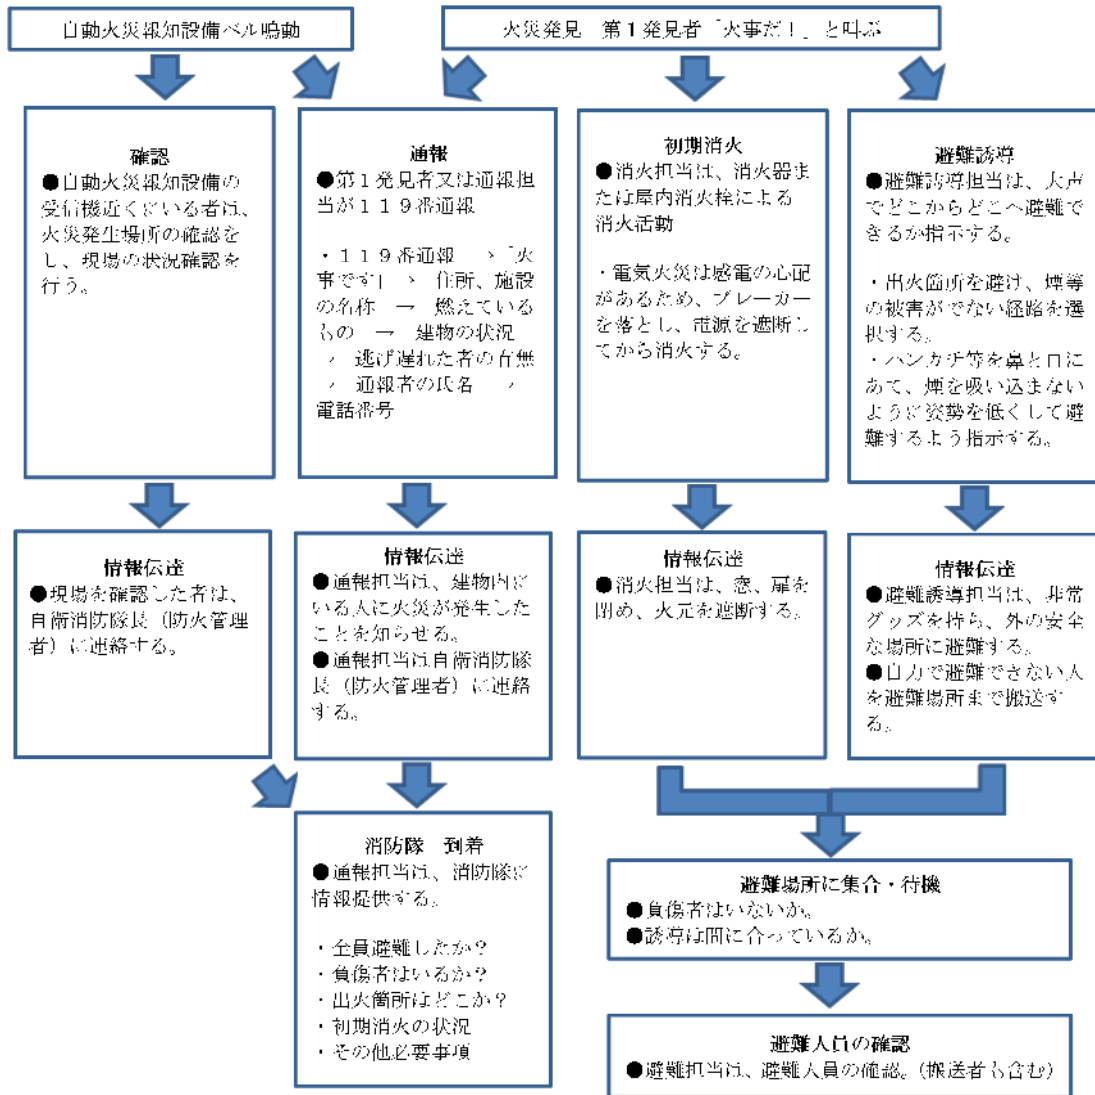 自動火災報知設備ベル鳴動
火災発見　第１発見者「火事だ！」と叫ぶ
確認
●自動火災報知設備の
受信機近くにいる者は、
火災発生場所の確認を
し、現場の状況確認を
行う。
通報
●第１発見者又は通報担
当が１１９番通報
・１１９番通報　→「火
事です」→　住所、施設
の名称　→　燃えている
もの　→　建物の状況
→　逃げ遅れた者の有無
→　通報者の氏名　→
電話番号
初期消火
●消火担当は、消火器ま
たは屋内消火栓による
消火活動
・電気火災は感電の心配
があるため、ブレーカー
を落とし、電源を遮断し
てから消火する。
避難誘導
●避難誘導担当は、大声
でどこからどこへ避難で
きるか指示する。
・出火箇所を避け、煙等
の被害がでない経路を選
択する。
・ハンカチ等を鼻と口に
あて、煙を吸い込まない
ように姿勢を低くして避
難するよう指示する。
情報伝達
●現場を確認した者は、
自衛消防隊長（防火管理
者）に連絡する。
情報伝達
●通報担当は、建物内に
いる人に火災が発生した
ことを知らせる。
●通報担当は自衛消防隊
長（防火管理者）に連絡
する。
情報伝達
●消火担当は、窓、扉を
閉め、火元を遮断する。
情報伝達
●避難誘導担当は、非常
グッズを持ち、外の安全
な場所に避難する。
●自力で避難できない人
を避難場所まで搬送す
る。
消防隊　到着
●通報担当は、消防隊に
情報提供する。
・全員避難したか？
・負傷者はいるか？
・出火箇所はどこか？
・初期消火の状況
・その他必要事項
避難場所に集合・待機
●負傷者はいないか。
●誘導は間に合っているか。
避難人員の確認
●避難担当は、避難人員の確認。（搬送者も含む）